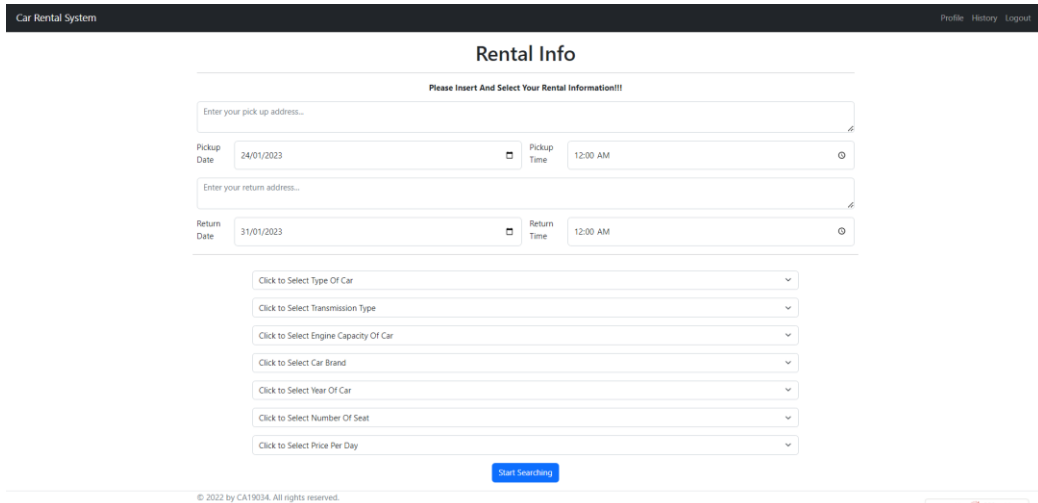 Car Rental System Profile History Logout
Rental Info
Please Insert And Select Your Rental Information!!!
Enter your pick up address...
Pickup Date 24/01/2023 Pickup Time 12:00 AM
Enter your return address...
Return Date 31/01/2023 Return Time 12:00 AM
Click to Select Type Of Car
Click to Select Transmission Type
Click to Select Engine Capacity Of Car
Click to Select Car Brand
Click to Select Year Of Car
Click to Select Number Of Seat
Click to Select Price Per Day
Start Searching
© 2022 by CA19034. All rights reserved.